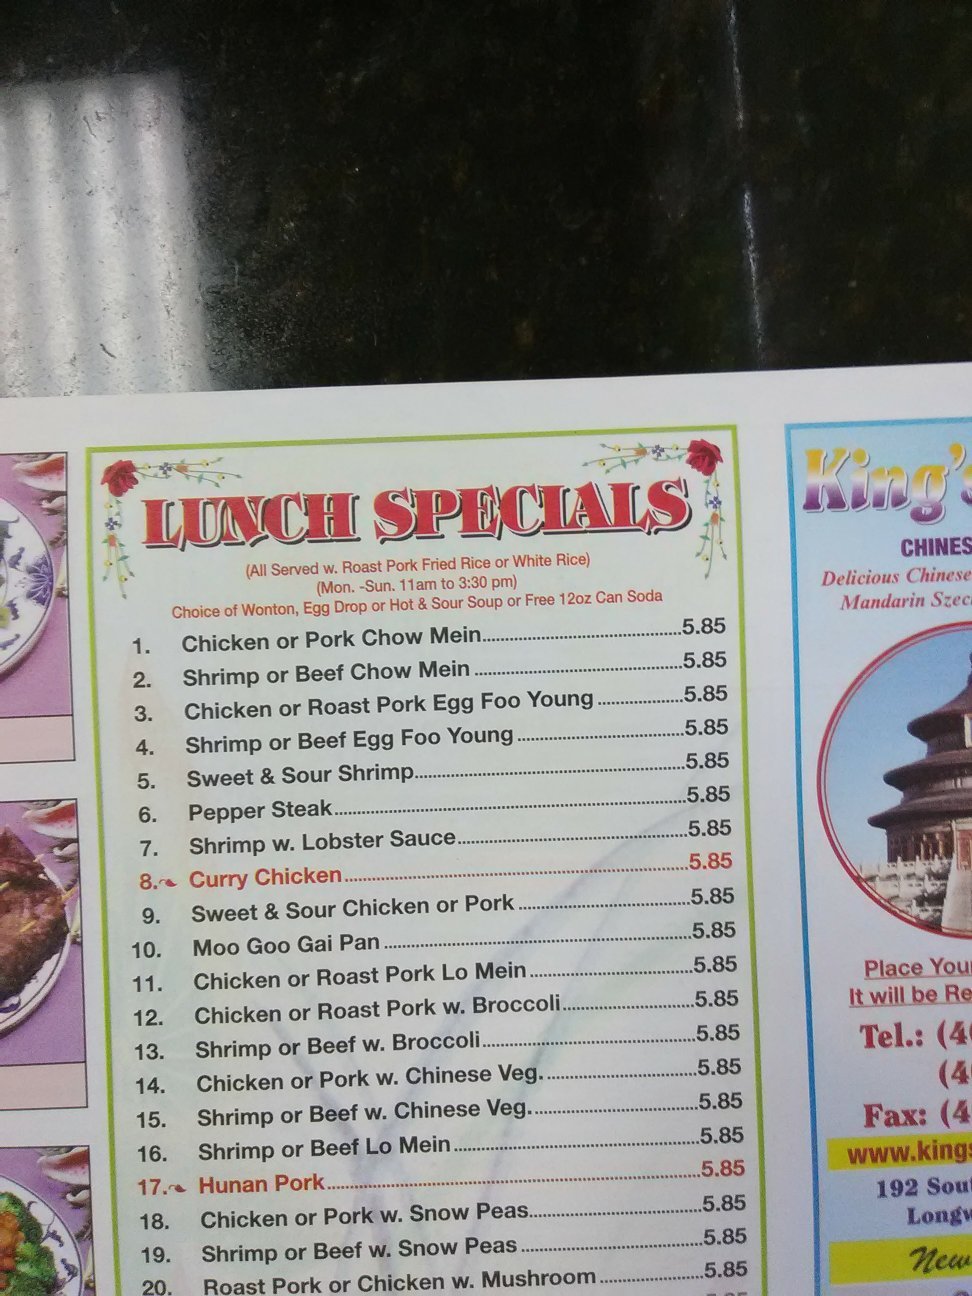 LUNCH SPECIALS
(All Served w. Roast Pork Fried Rice or White Rice)
(Mon. -Sun. 11am to 3:30 pm)
Choice of Wonton, Egg Drop or Hot & Sour Soup or Free 12oz Can Soda
1. Chicken or Pork Chow Mein 5.85
2. Shrimp or Beef Chow Mein 5.85
3. Chicken or Roast Pork Egg Foo Young 5.85
4. Shrimp or Beef Egg Foo Young 5.85
5. Sweet & Sour Shrimp 5.85
6. Pepper Steak 5.85
7. Shrimp w. Lobster Sauce 5.85
8. Curry Chicken 5.85
9. Sweet & Sour Chicken or Pork 5.85
10. Moo Goo Gai Pan 5.85
11. Chicken or Roast Pork Lo Mein 5.85
12. Chicken or Roast Pork w. Broccoli 5.85
13. Shrimp or Beef w. Broccoli 5.85
14. Chicken or Pork w. Chinese Veg. 5.85
15. Shrimp or Beef w. Chinese Veg. 5.85
16. Shrimp or Beef Lo Mein 5.85
17. Hunan Pork 5.85
18. Chicken or Pork w. Snow Peas 5.85
19. Shrimp or Beef w. Snow Peas 5.85
20. Roast Pork or Chicken w. Mushroom 5.85
King's
CHINES
Delicious Chinese
Mandarin Szec
Place Your
It will be Re
Tel.: (4
(4
Fax: (4
www.kings
192 Sout
Longw
New